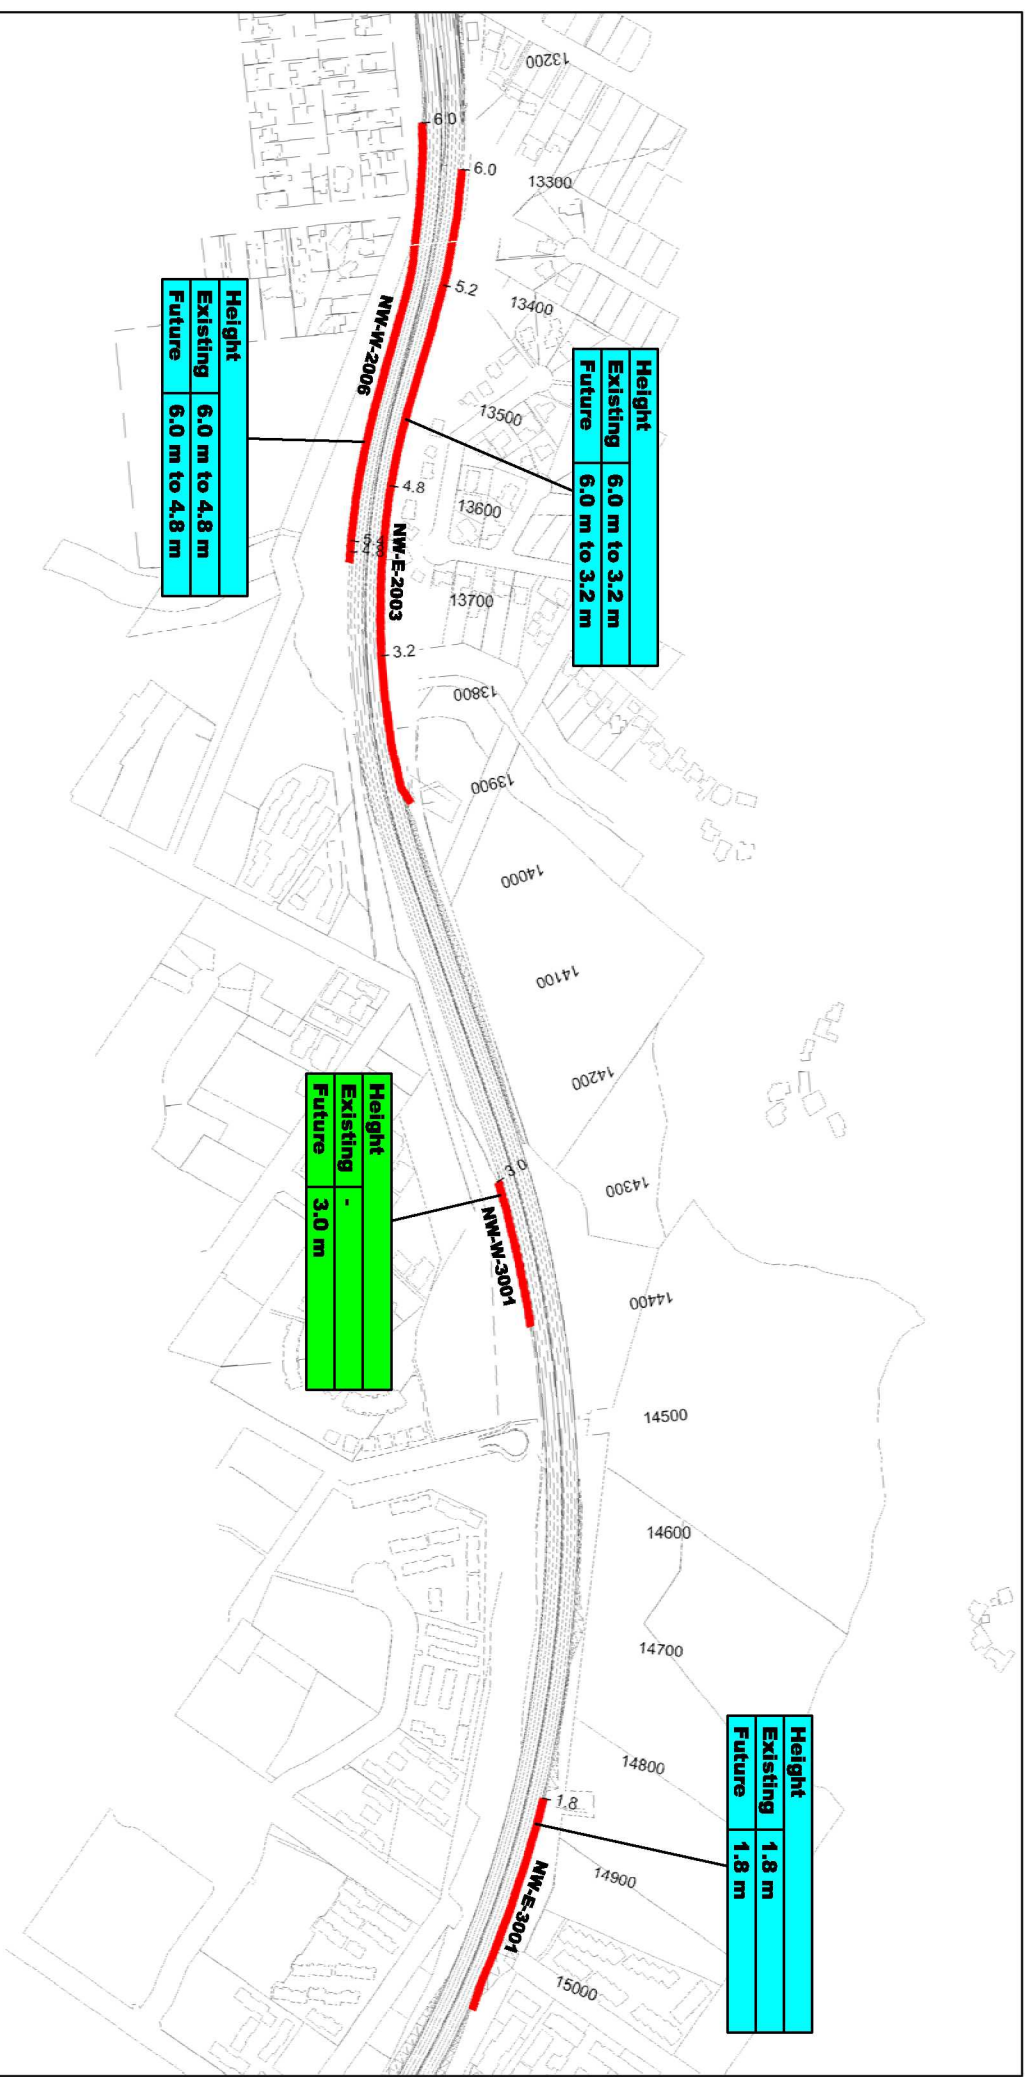 13200
6.0
6.0
13300
5.2
13400
Height
Existing 6.0 m to 4.8 m
Future 6.0 m to 4.8 m
NW-W-2006
Height
Existing 6.0 m to 3.2 m
Future 6.0 m to 3.2 m
13500
4.8
13600
5.4
4.8
NW-E-2003
13700
3.2
13800
13900
14000
14100
14200
Height
Existing -
Future 3.0 m
3.0
NW-W-3001
14300
14400
14500
14600
14700
Height
Existing 1.8 m
Future 1.8 m
14800
1.8
14900
NW-E-3001
15000